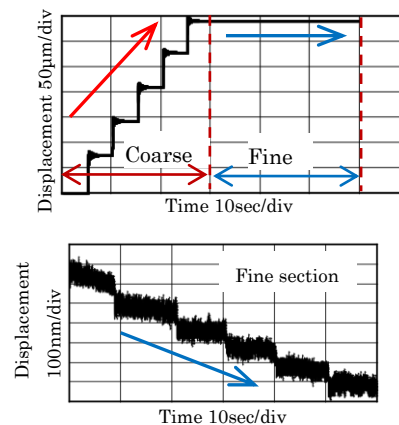 Displacement 50μm/div
Coarse
Fine
Time 10sec/div
Fine section
Displacement
100nm/div
Time 10sec/div